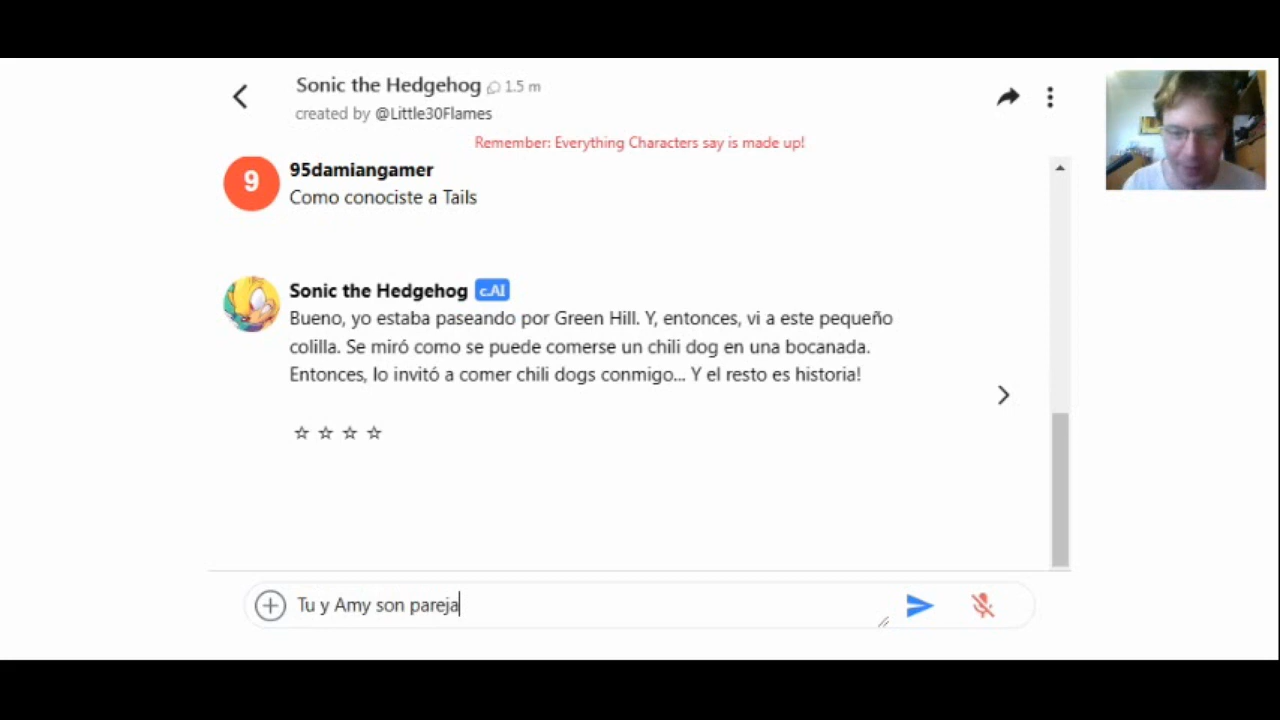 Sonic the Hedgehog 1.5 m
created by @Little30Flames
Remember: Everything Characters say is made up!
9
95damiangamer
Como conociste a Tails
Sonic the Hedgehog c.AI
Bueno, yo estaba paseando por Green Hill. Y, entonces, vi a este pequeño
colilla. Se miró como se puede comerse un chili dog en una bocanada.
Entonces, lo invitó a comer chili dogs conmigo... Y el resto es historia!
Tu y Amy son pareja